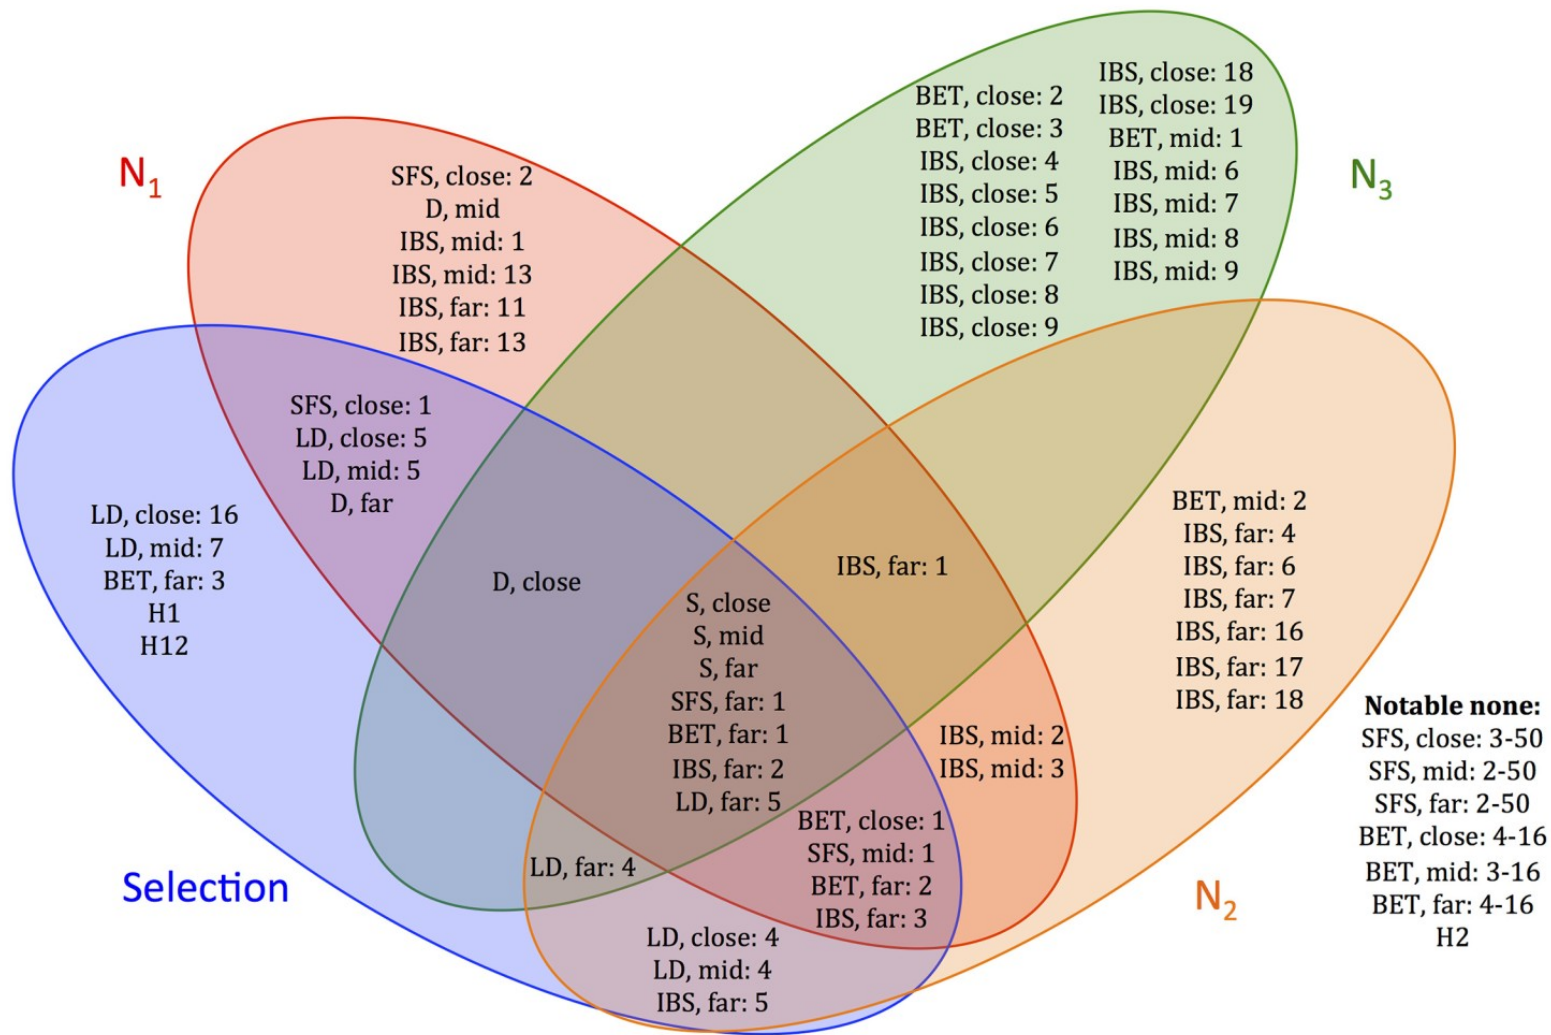 N1
SFS, close: 2
D, mid
IBS, mid: 1
IBS, mid: 13
IBS, far: 11
IBS, far: 13
BET, close: 2
BET, close: 3
IBS, close: 4
IBS, close: 5
IBS, close: 6
IBS, close: 7
IBS, close: 8
IBS, close: 9
IBS, close: 18
IBS, close: 19
BET, mid: 1
IBS, mid: 6
IBS, mid: 7
IBS, mid: 8
IBS, mid: 9
N3
SFS, close: 1
LD, close: 5
LD, mid: 5
D, far
LD, close: 16
LD, mid: 7
BET, far: 3
H1
H12
D, close
S, close
S, mid
S, far
SFS, far: 1
BET, far: 1
IBS, far: 2
LD, far: 5
IBS, far: 1
BET, mid: 2
IBS, far: 4
IBS, far: 6
IBS, far: 7
IBS, far: 16
IBS, far: 17
IBS, far: 18
IBS, mid: 2
IBS, mid: 3
BET, close: 1
SFS, mid: 1
BET, far: 2
IBS, far: 3
LD, far: 4
LD, close: 4
LD, mid: 4
IBS, far: 5
Selection
N2
Notable none:
SFS, close: 3-50
SFS, mid: 2-50
SFS, far: 2-50
BET, close: 4-16
BET, mid: 3-16
BET, far: 4-16
H2